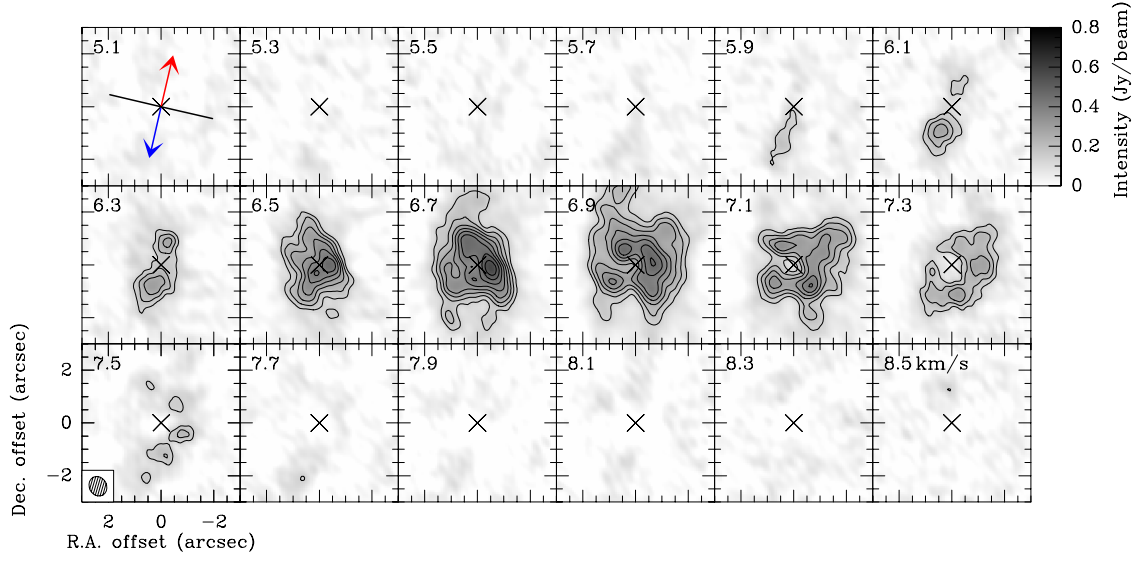 5.1 5.3 5.5 5.7 5.9 6.1
6.3 6.5 6.7 6.9 7.1 7.3
7.5 7.7 7.9 8.1 8.3 8.5km/s
0.8
0.6
0.4
0.2
0
Intensity (Jy/beam)
2
0
−2
Dec. offset (arcsec)
2 0 −2
R.A. offset (arcsec)